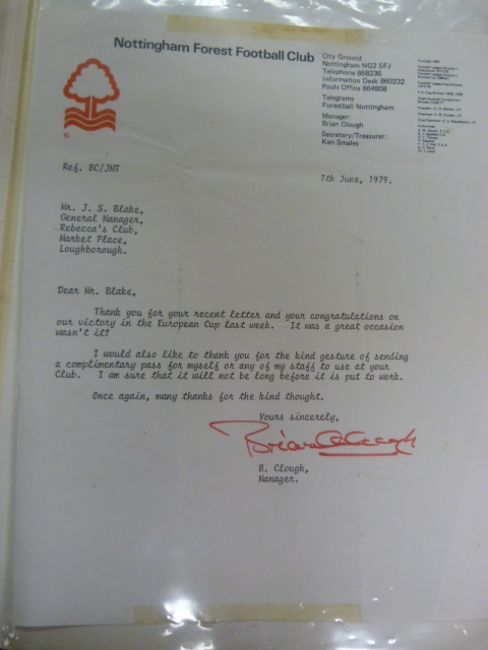 Nottingham Forest Football Club
City Ground
Nottingham NG2 5FJ
Telephone 868236
Information Desk 860232
Pools Office 864808
Telegrams
Forestball Nottingham
Manager:
Brian Clough
Secretary/Treasurer:
Ken Smales
Ref. BC/JNT
7th June, 1979.
Mr. J. S. Blake,
General Manager,
Rebecca's Club,
Market Place,
Loughborough.
Dear Mr. Blake,
Thank you for your recent letter and your congratulations on
our victory in the European Cup last week. It was a great occasion
wasn't it?
I would also like to thank you for the kind gesture of sending
a complimentary pass for myself or any of my staff to use at your
Club. I am sure that it will not be long before it is put to work.
Once again, many thanks for the kind thought.
Yours sincerely,
Brian Clough
B. Clough,
Manager.